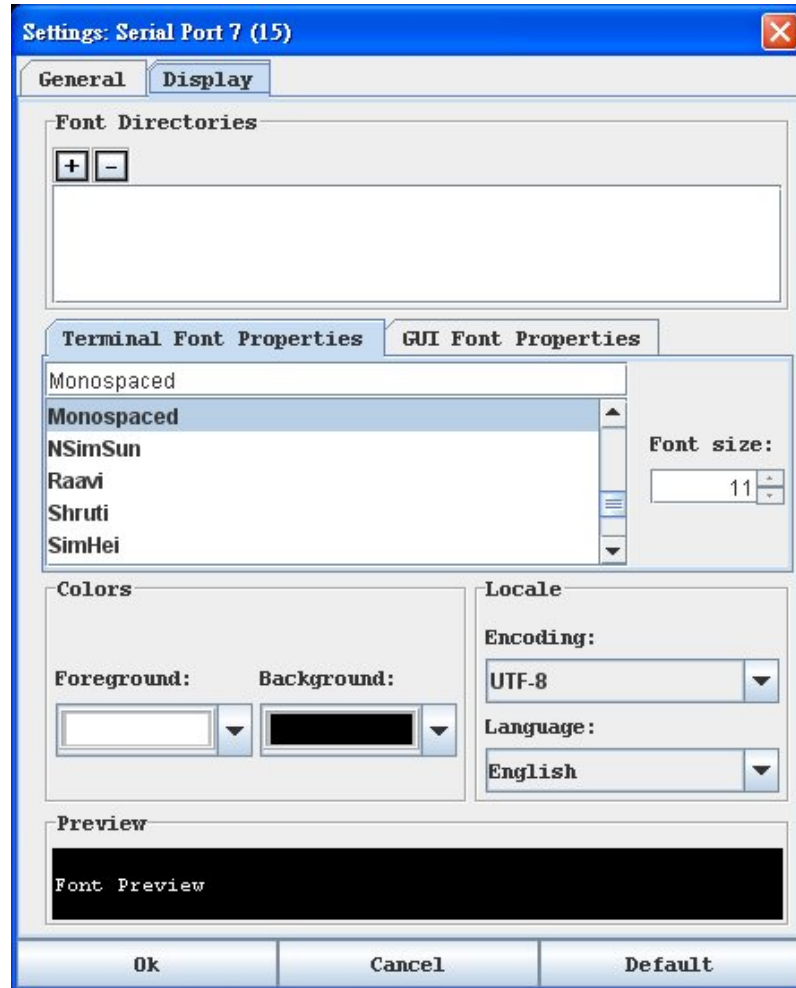 Settings: Serial Port 7 (15)
General Display
Font Directories
+ -
Terminal Font Properties GUI Font Properties
Monospaced
Monospaced
NSimSun
Raavi
Shruti
SimHei
Font size:
11
Colors
Foreground: Background:
Locale
Encoding:
UTF-8
Language:
English
Preview
Font Preview
Ok Cancel Default